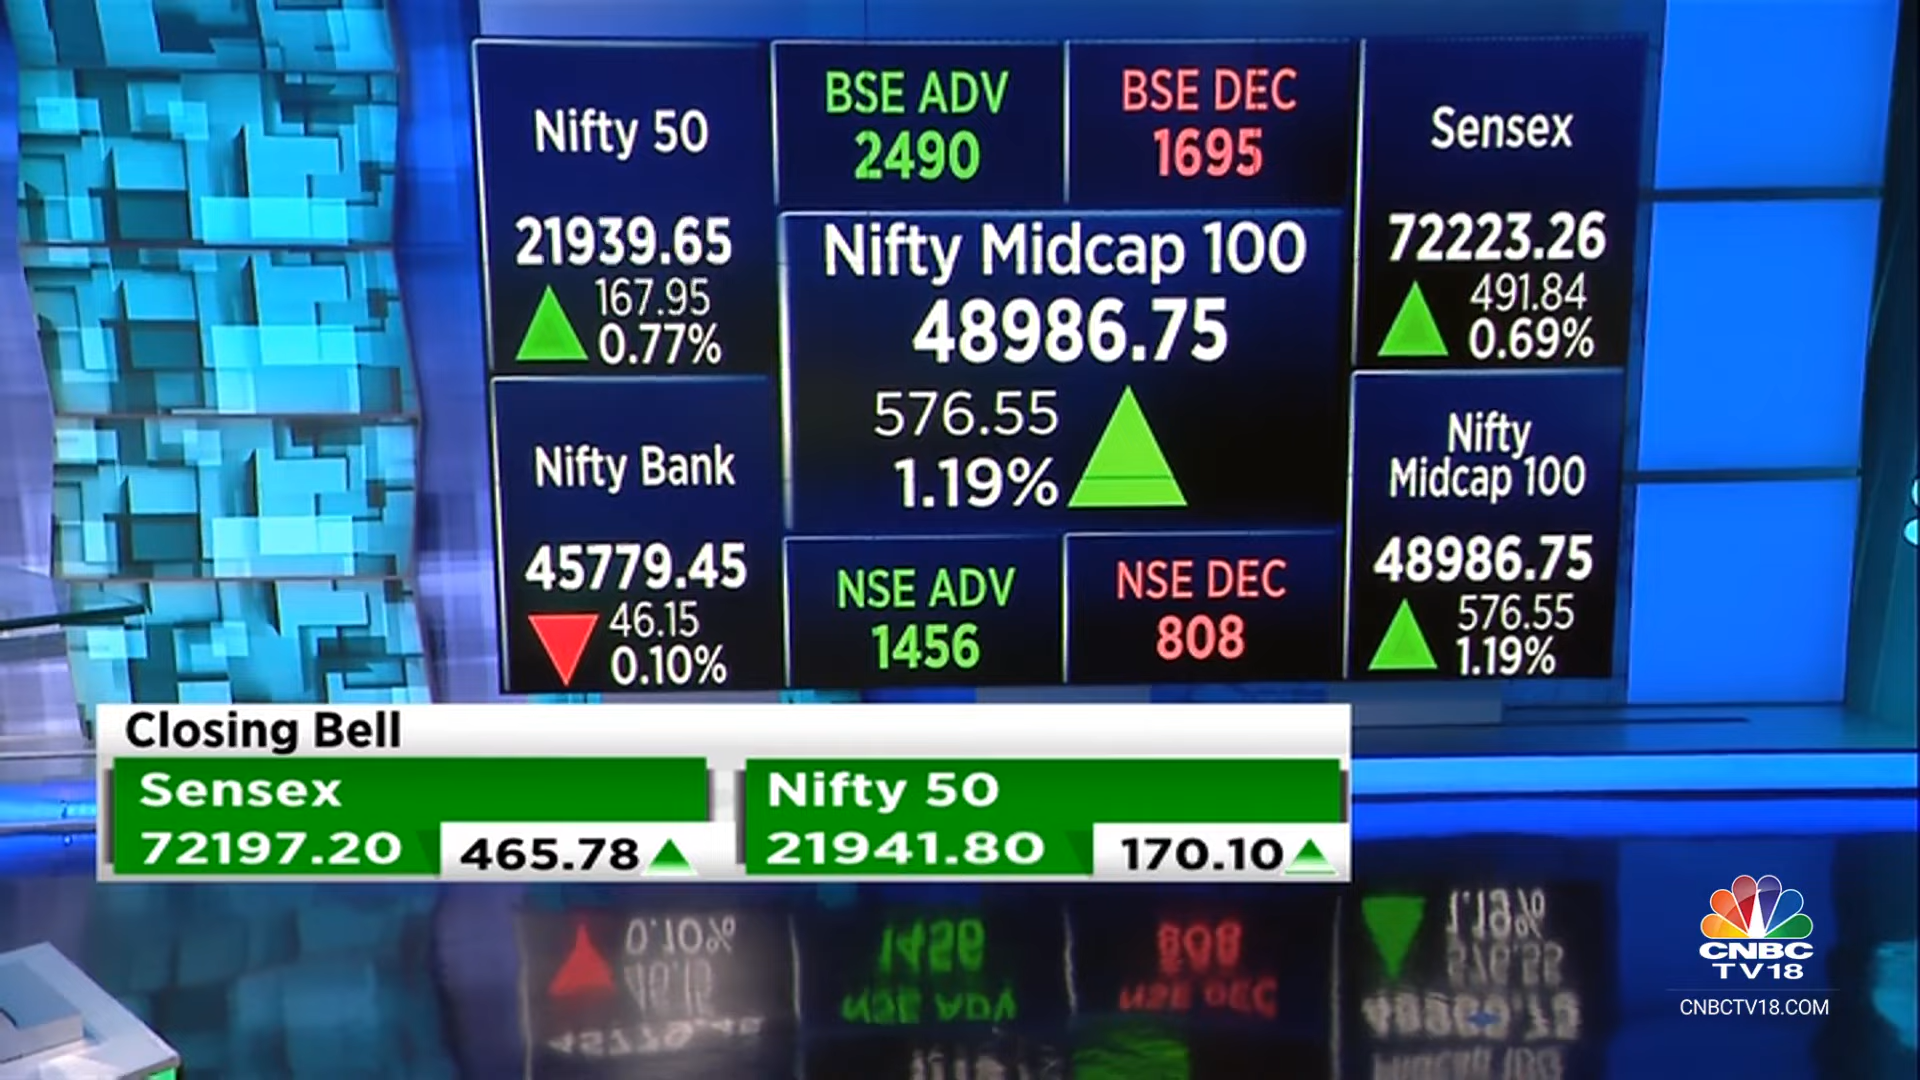 Nifty 50
21939.65
167.95
0.77%
BSE ADV
2490
BSE DEC
1695
Sensex
72223.26
491.84
0.69%
Nifty Midcap 100
48986.75
576.55
1.19%
Nifty Bank
45779.45
46.15
0.10%
NSE ADV
1456
NSE DEC
808
Nifty
Midcap 100
48986.75
576.55
1.19%
Closing Bell
Sensex
72197.20
465.78
Nifty 50
21941.80
170.10
CNBC
TV18
CNBCTV18.COM